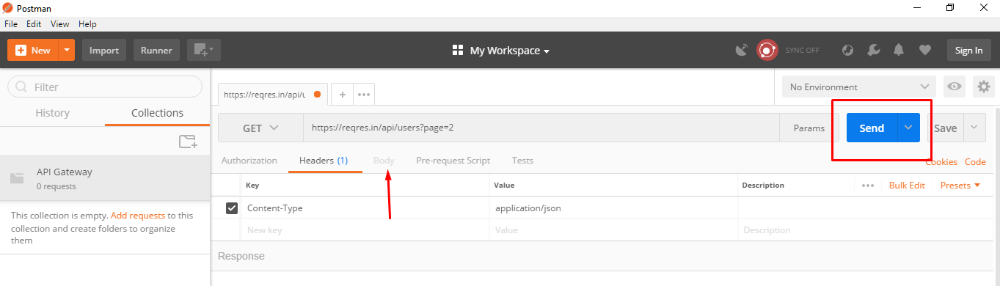 Postman
File Edit View Help
New Import Runner My Workspace SYNC OFF Sign In
Filter
History Collections
API Gateway
0 requests
This collection is empty. Add requests to this
collection and create folders to organize
them
https://reqres.in/api/u + ••• No Environment
GET https://reqres.in/api/users?page=2 Params Send Save
Authorization Headers (1) Body Pre-request Script Tests Cookies Code
Key Value Description ••• Bulk Edit Presets
Content-Type application/json
New key Value Description
Response